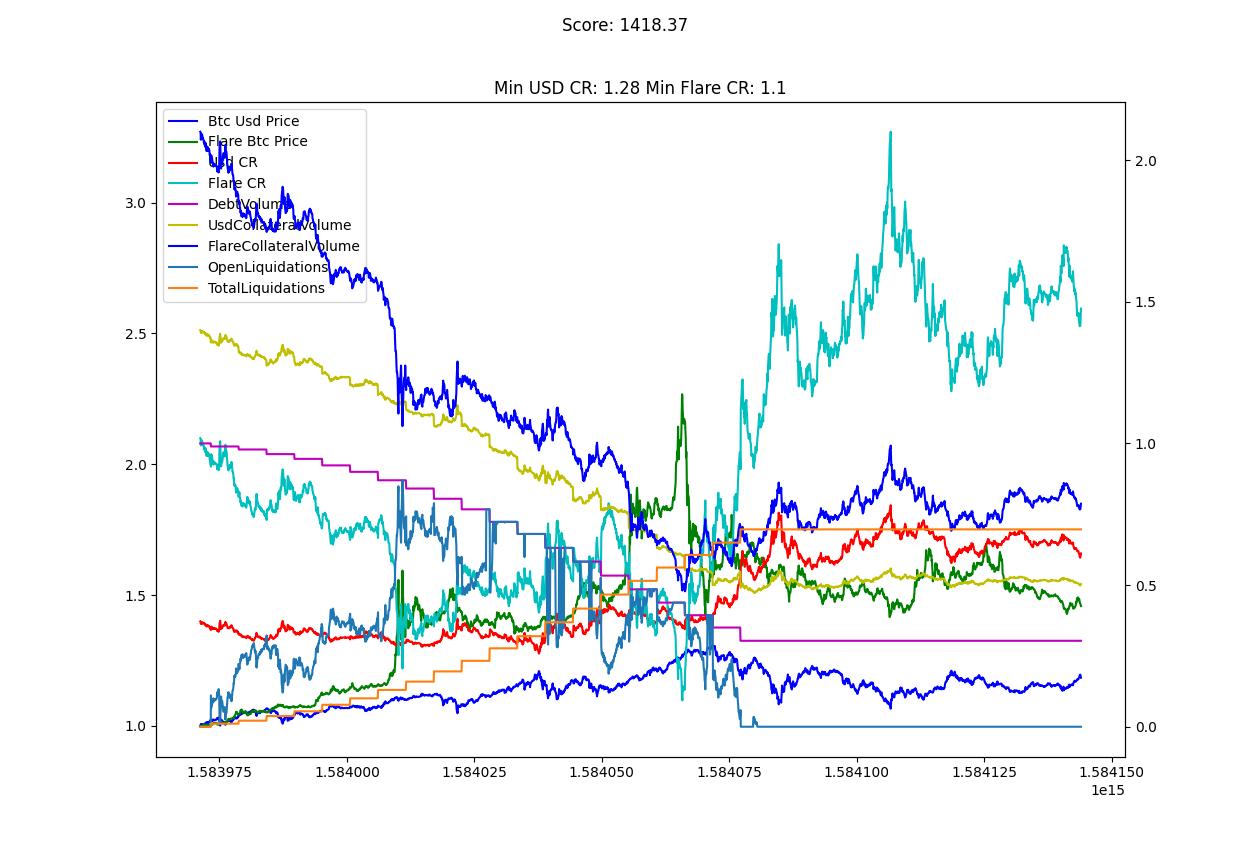 Score: 1418.37
Min USD CR: 1.28 Min Flare CR: 1.1
Btc Usd Price
Flare Btc Price
Usd CR
Flare CR
DebtVolume
UsdCollateralVolume
FlareCollateralVolume
OpenLiquidations
TotalLiquidations
3.0
2.5
2.0
1.5
1.0
2.0
1.5
1.0
0.5
0.0
1.583975
1.584000
1.584025
1.584050
1.584075
1.584100
1.584125
1.584150
1e15